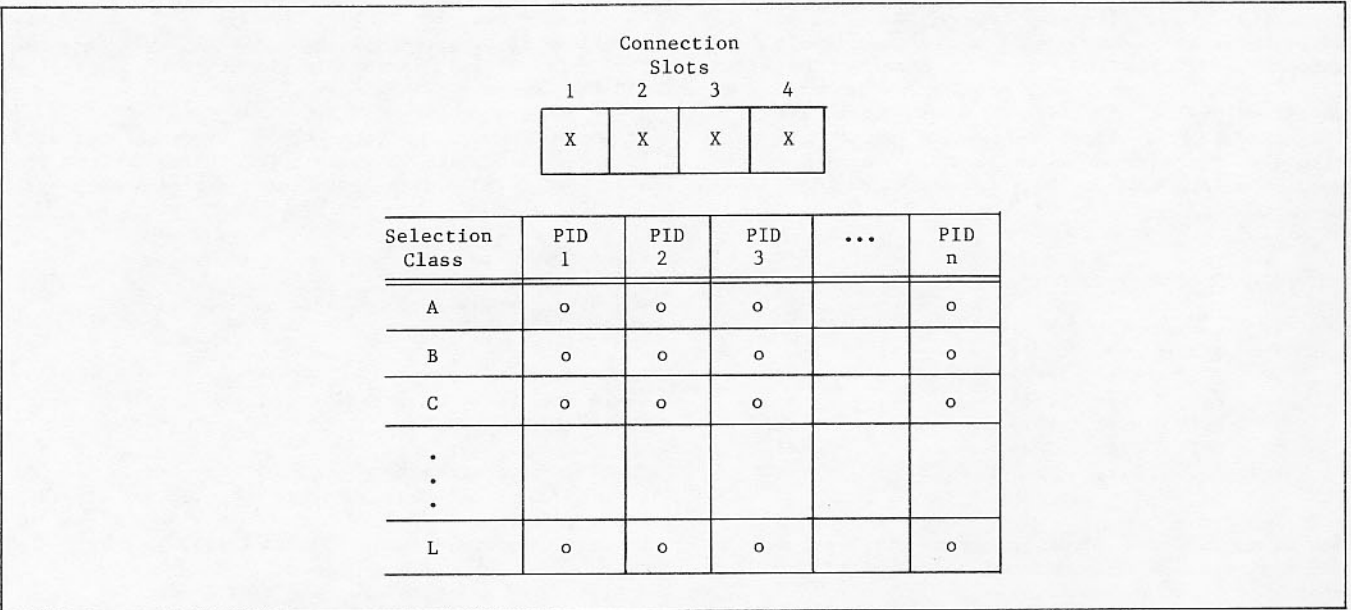 Connection
Slots
1 2 3 4
X X X X
Selection Class PID 1 PID 2 PID 3 ... PID n
A o o o o
B o o o o
C o o o o
.
.
.
L o o o o